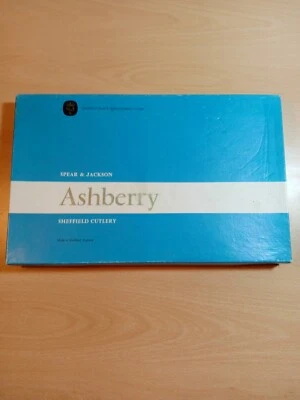 SPEAR & JACKSON
Ashberry
SHEFFIELD CUTLERY